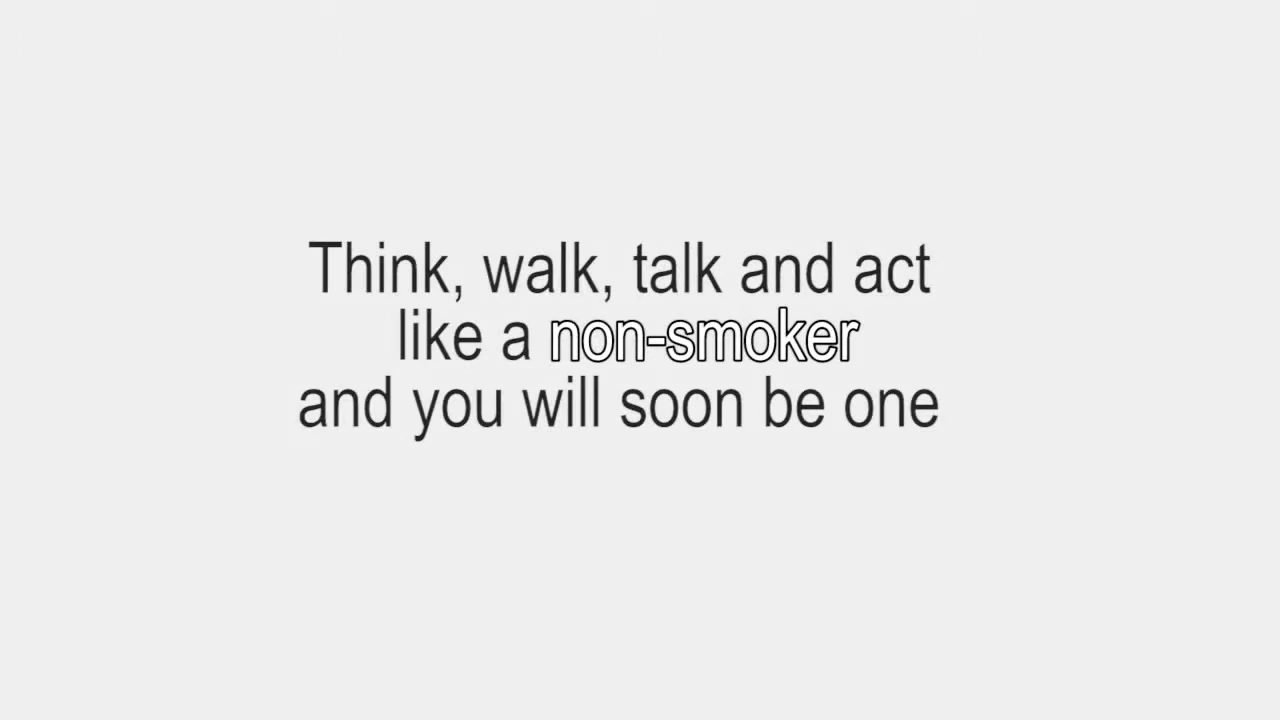 Think, walk, talk and act
like a non-smoker
and you will soon be one